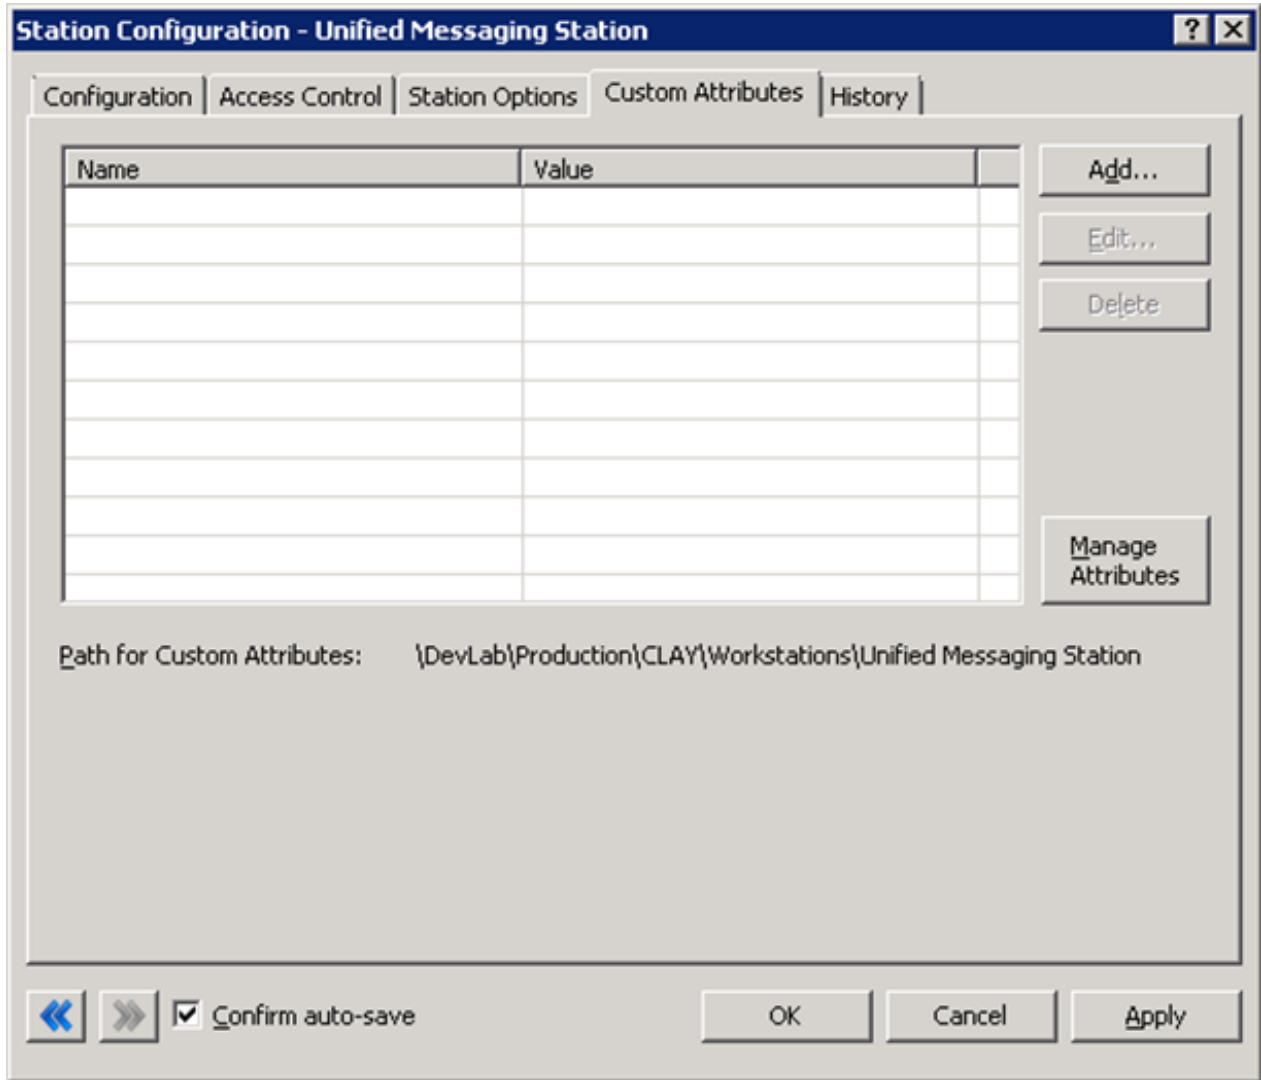 Station Configuration - Unified Messaging Station
Configuration Access Control Station Options Custom Attributes History
Name Value
Add...
Edit...
Delete
Manage
Attributes
Path for Custom Attributes: \DevLab\Production\CLAY\Workstations\Unified Messaging Station
Confirm auto-save OK Cancel Apply